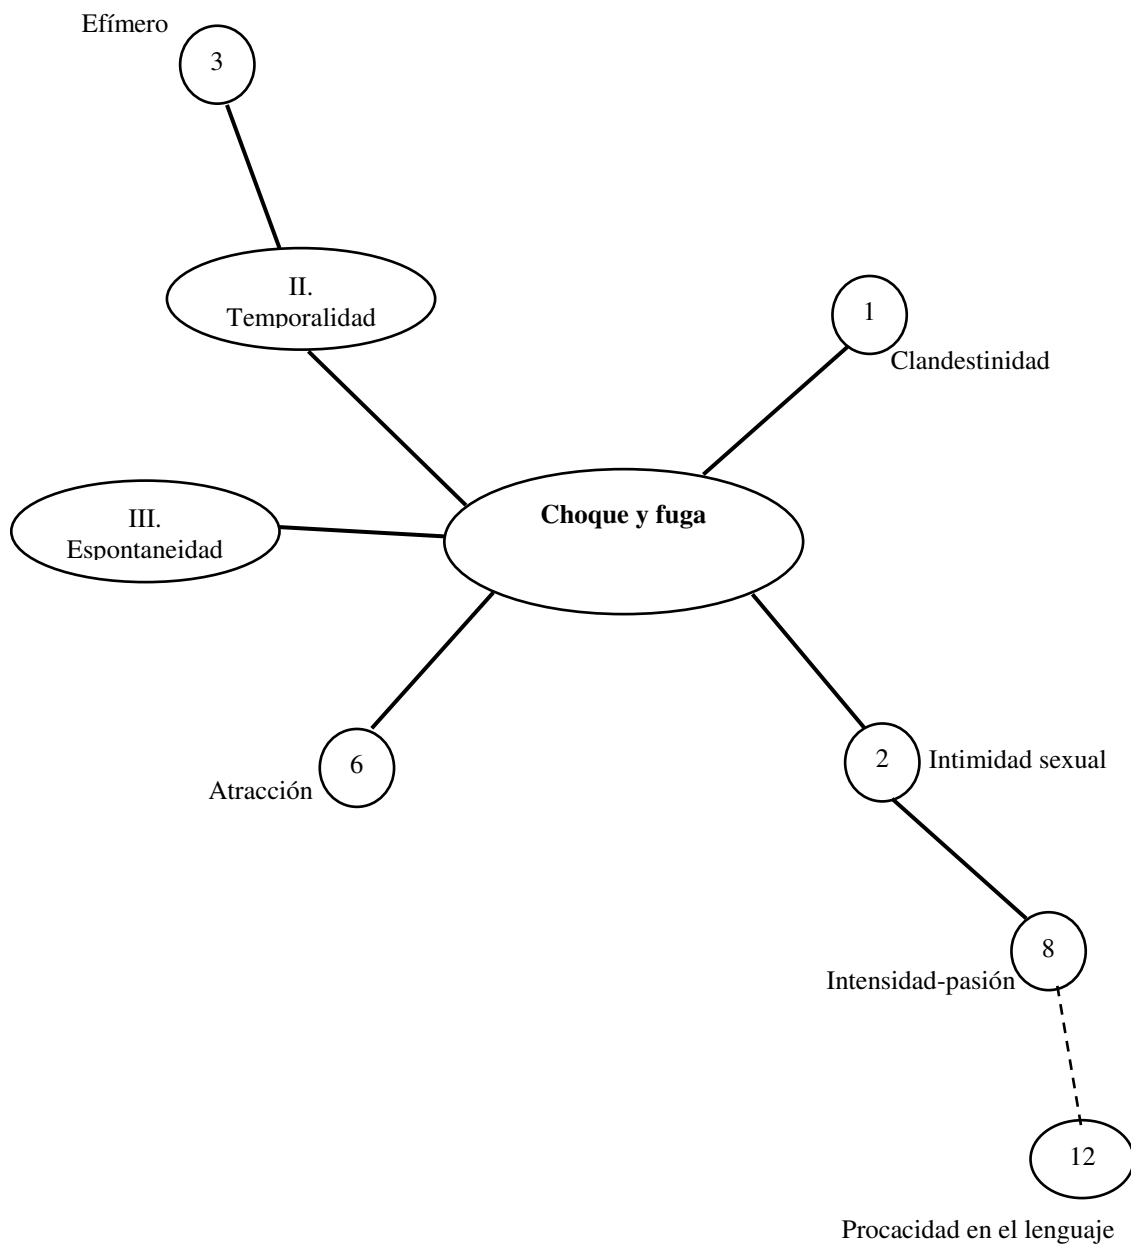 Efímero
3
II.
Temporalidad
1
Clandestinidad
Choque y fuga
III.
Espontaneidad
2
Intimidad sexual
6
Atracción
8
Intensidad-pasión
12
Procacidad en el lenguaje